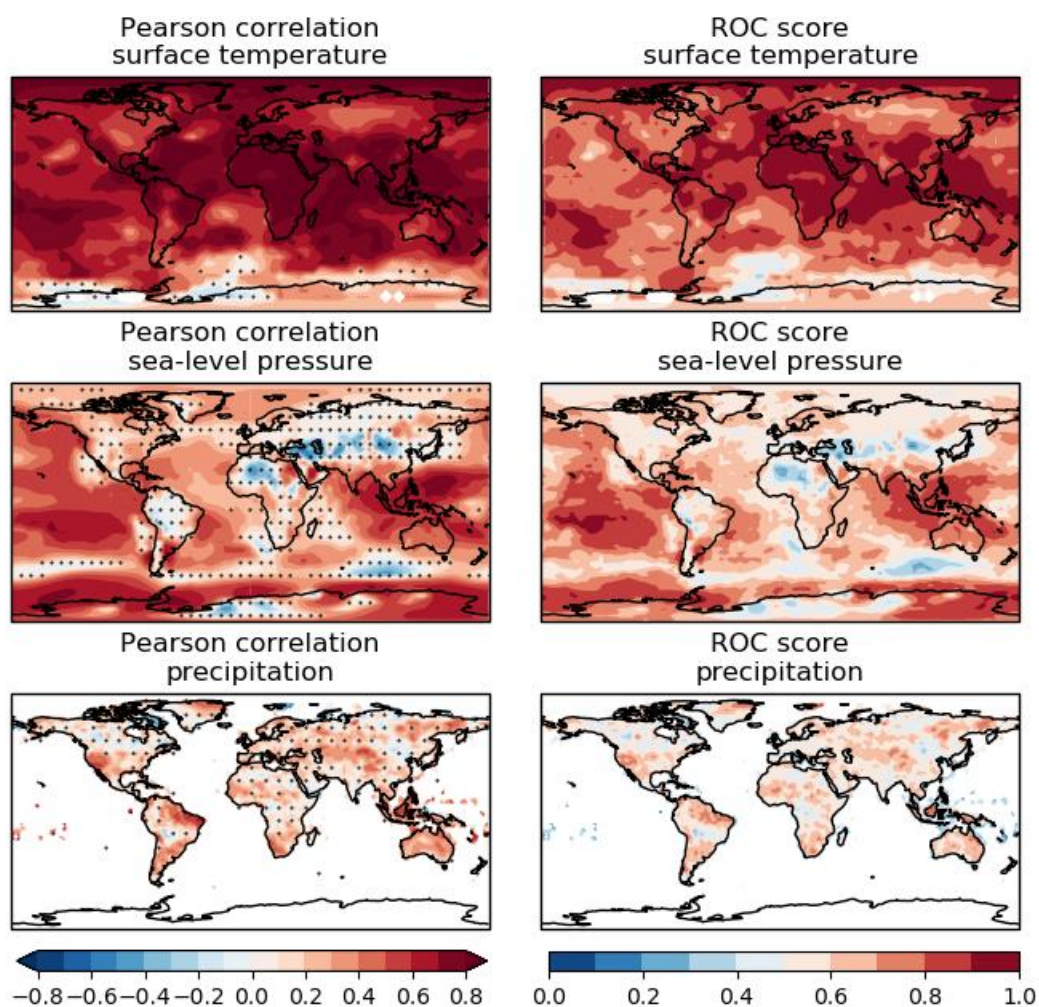 Pearson correlation
surface temperature
ROC score
surface temperature
Pearson correlation
sea-level pressure
ROC score
sea-level pressure
Pearson correlation
precipitation
ROC score
precipitation
−0.8 −0.6 −0.4 −0.2 0.0 0.2 0.4 0.6 0.8
0.0 0.2 0.4 0.6 0.8 1.0